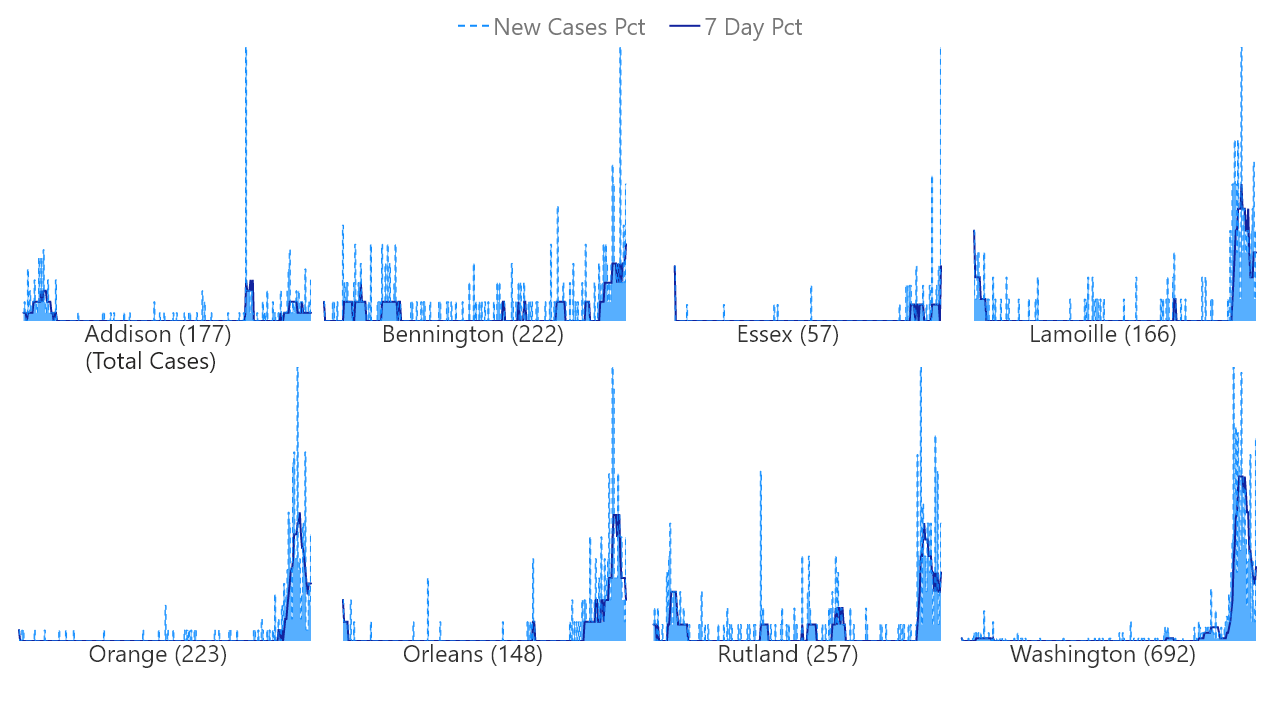 New Cases Pct 7 Day Pct
Addison (177) Bennington (222) Essex (57) Lamoille (166)
(Total Cases)
Orange (223) Orleans (148) Rutland (257) Washington (692)